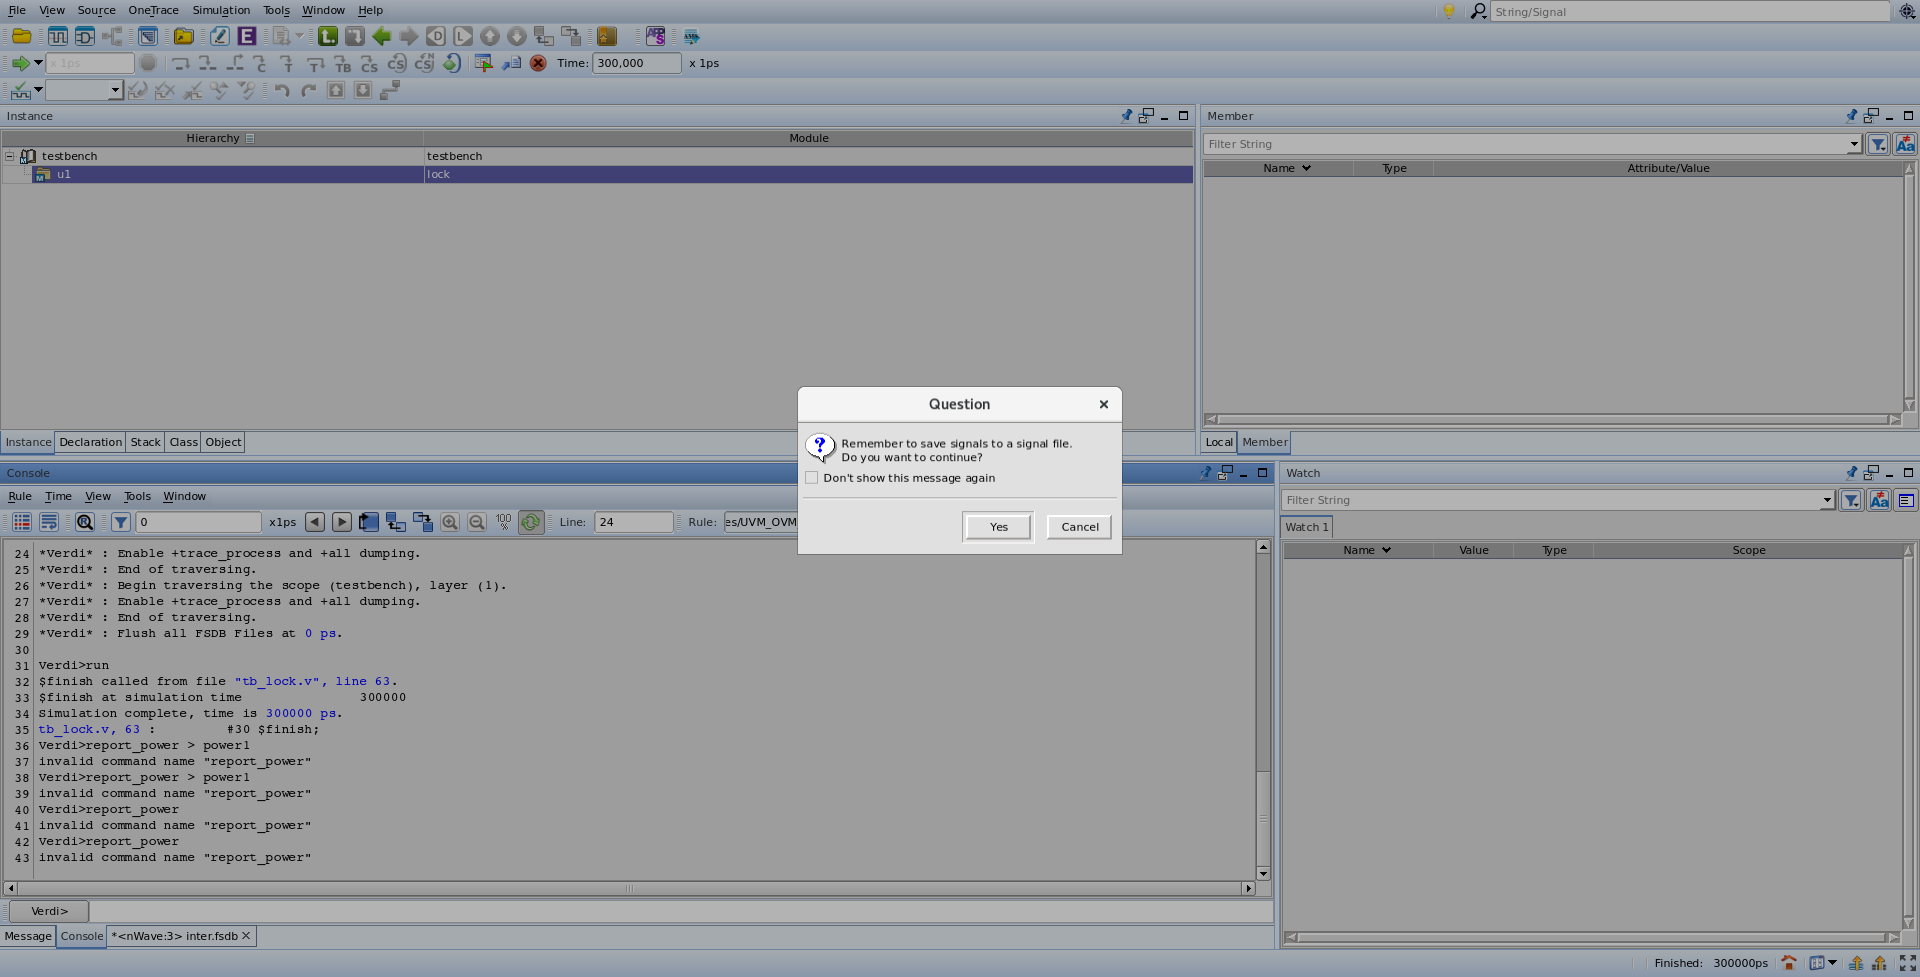 File View Source OneTrace Simulation Tools Window Help
String/Signal
x 1ps Time: 300,000 x 1ps
Instance
Hierarchy Module
testbench testbench
u1 lock
Instance Declaration Stack Class Object
Member
Filter String
Name Type Attribute/Value
Local Member
Question
Remember to save signals to a signal file.
Do you want to continue?
Don't show this message again
Yes Cancel
Console
Rule Time View Tools Window
0 x1ps 100 % Line: 24 Rule: es/UVM_OVM
24 *Verdi* : Enable +trace_process and +all dumping.
25 *Verdi* : End of traversing.
26 *Verdi* : Begin traversing the scope (testbench), layer (1).
27 *Verdi* : Enable +trace_process and +all dumping.
28 *Verdi* : End of traversing.
29 *Verdi* : Flush all FSDB Files at 0 ps.
30
31 Verdi>run
32 $finish called from file "tb_lock.v", line 63.
33 $finish at simulation time 300000
34 Simulation complete, time is 300000 ps.
35 tb_lock.v, 63 : #30 $finish;
36 Verdi>report_power > power1
37 invalid command name "report_power"
38 Verdi>report_power > power1
39 invalid command name "report_power"
40 Verdi>report_power
41 invalid command name "report_power"
42 Verdi>report_power
43 invalid command name "report_power"
Verdi>
Message Console *<nWave:3> inter.fsdb
Watch
Filter String
Watch 1
Name Value Type Scope
Finished: 300000ps